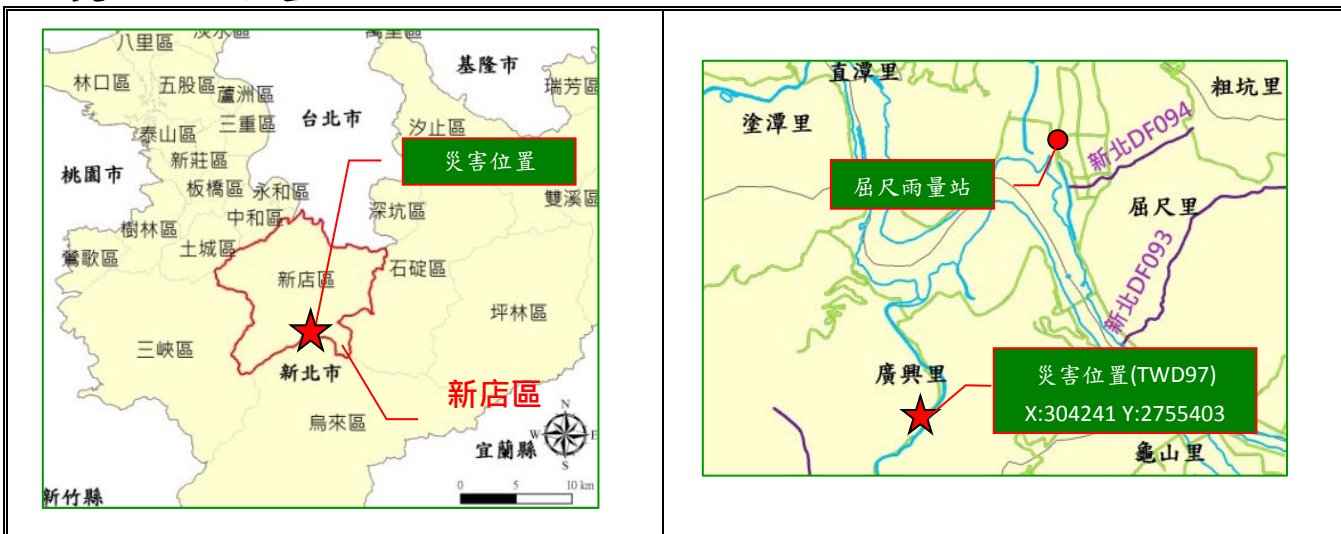 八里區
淡水區
萬里區
基隆市
林口區
五股區
蘆洲區
瑞芳區
三重區
台北市
汐止區
泰山區
災害位置
桃園市
新莊區
板橋區
永和區
雙溪區
中和區
深坑區
樹林區
土城區
鶯歌區
石碇區
新店區
坪林區
三峽區
新北市
新店區
烏來區
N
W
E
S
宜蘭縣
0 5 10 km
新竹縣
直潭里
粗坑里
塗潭里
新北DF094
屈尺雨量站
屈尺里
新北DF093
廣興里
災害位置(TWD97)
X:304241 Y:2755403
龜山里